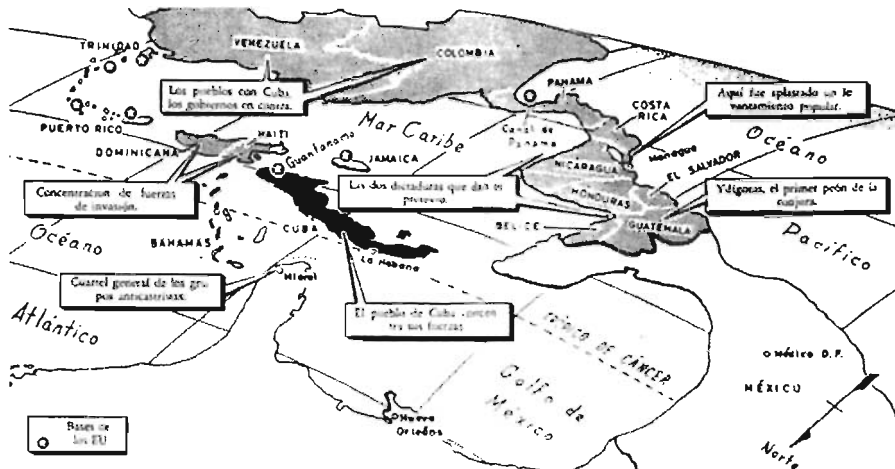 TRINIDAD
VENEZUELA
COLOMBIA
Los pueblos con Cuba,
los gobiernos en contra.
PANAMA
COSTA
RICA
Aquí fue aplastado un le
vantamiento popular.
PUERTO RICO
Mar Caribe
Canal de
Panama
Océano
DOMINICANA
HAITI
Guantanamo
JAMAICA
NICARAGUA
Managua
EL SALVADOR
Concentracion de fuerzas
de invasión.
Las dos dictaduras que dan el
pretexto.
HONDURAS
Ydígoras, el primer peón de la
conjura.
Océano
BAHAMAS
CUBA
La Habana
BELICE
GUATEMALA
Pacífico
Cuartel general de los gru
pos anticastristas.
Miami
El pueblo de Cuba concen
tra sus fuerzas
Atlántico
TRÓPICO DE CÁNCER
Golfo de
México
México D.F.
MÉXICO
Nueva
Orleáns
Norte
Bases de
los EU